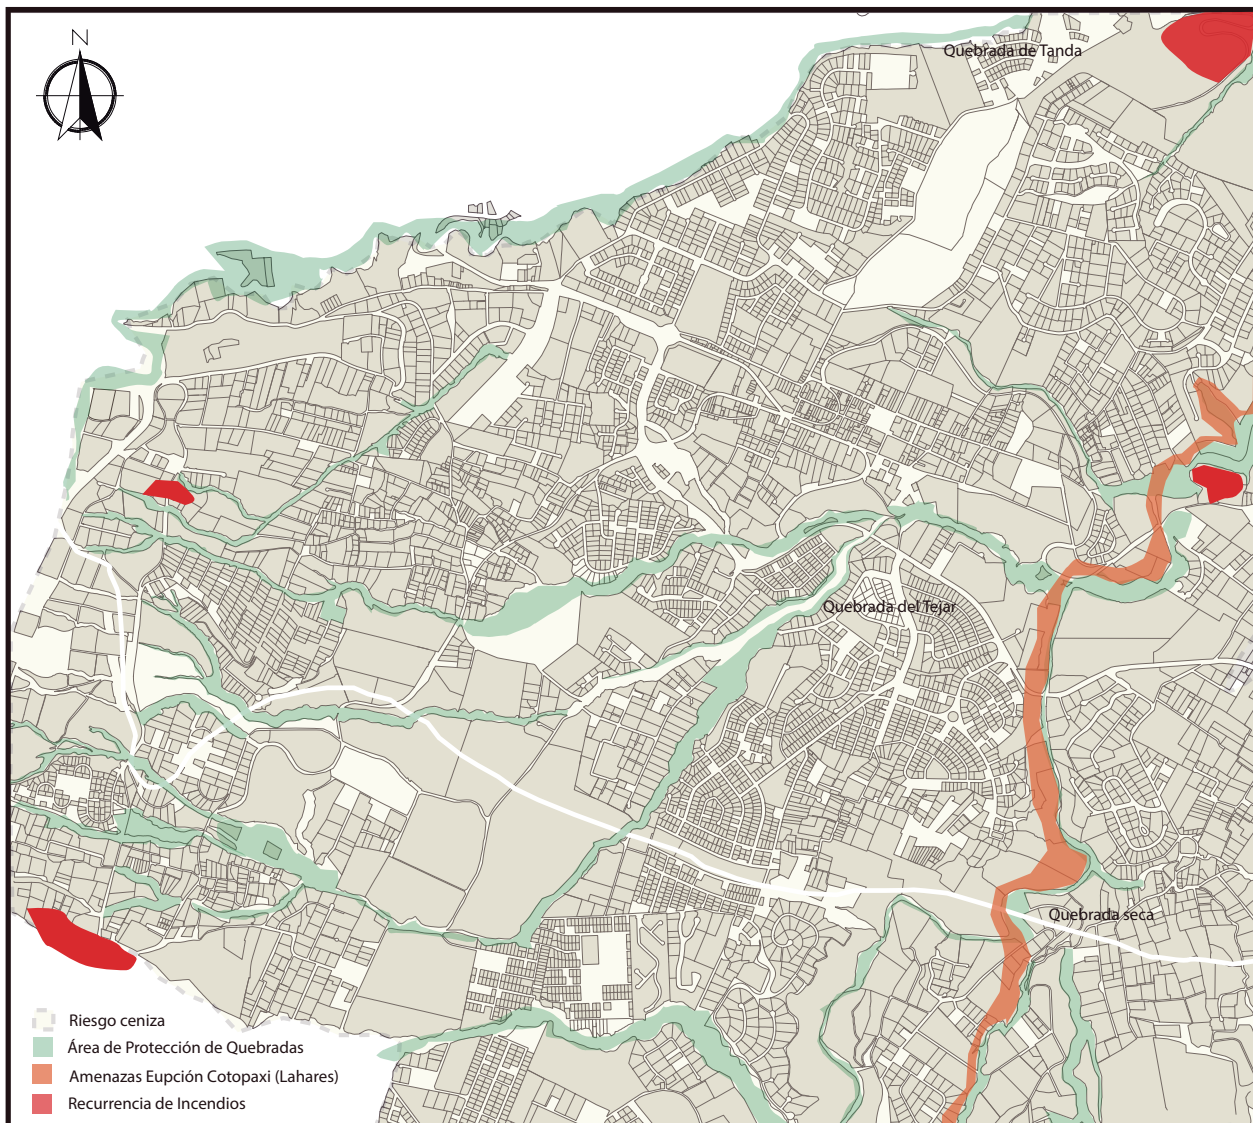 N
Quebrada de Tanda
Quebrada del Tejar
Quebrada seca
Riesgo ceniza
Área de Protección de Quebradas
Amenazas Eupción Cotopaxi (Lahares)
Recurrencia de Incendios